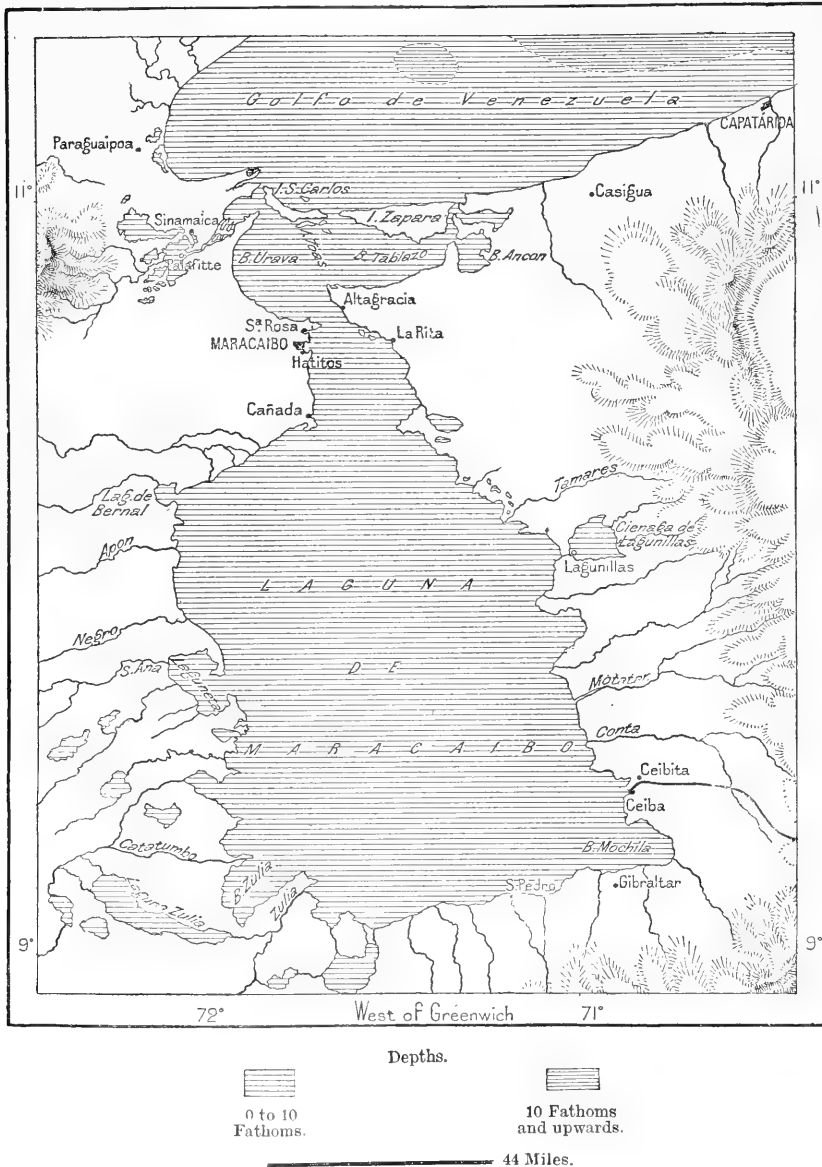 Golfo de Venezuela
CAPATÁRIDA
Paraguaipoa
11°
11°
I.S. Carlos
Casigua
Sinamaica
I. Zapara
Palafitte
B. Urava
B. Tablazo
B. Ancon
Altagracia
Sª Rosa
MARACAIBO
La Rita
Hatitos
Cañada
Tamares
Lag. de
Bernal
Cienaga de
Lagunillas
Apon
Lagunillas
LAGUNA
Negro
S. Ana
Lagunera
DE
Motatan
MARACAIBO
Conta
Ceibita
Ceiba
Catatumbo
B. Mochila
B. Zulia
Zulia
S. Pedro
Gibraltar
Laguna Zulia
9°
9°
72°
West of Greenwich
71°
Depths.
0 to 10
Fathoms.
10 Fathoms
and upwards.
44 Miles.